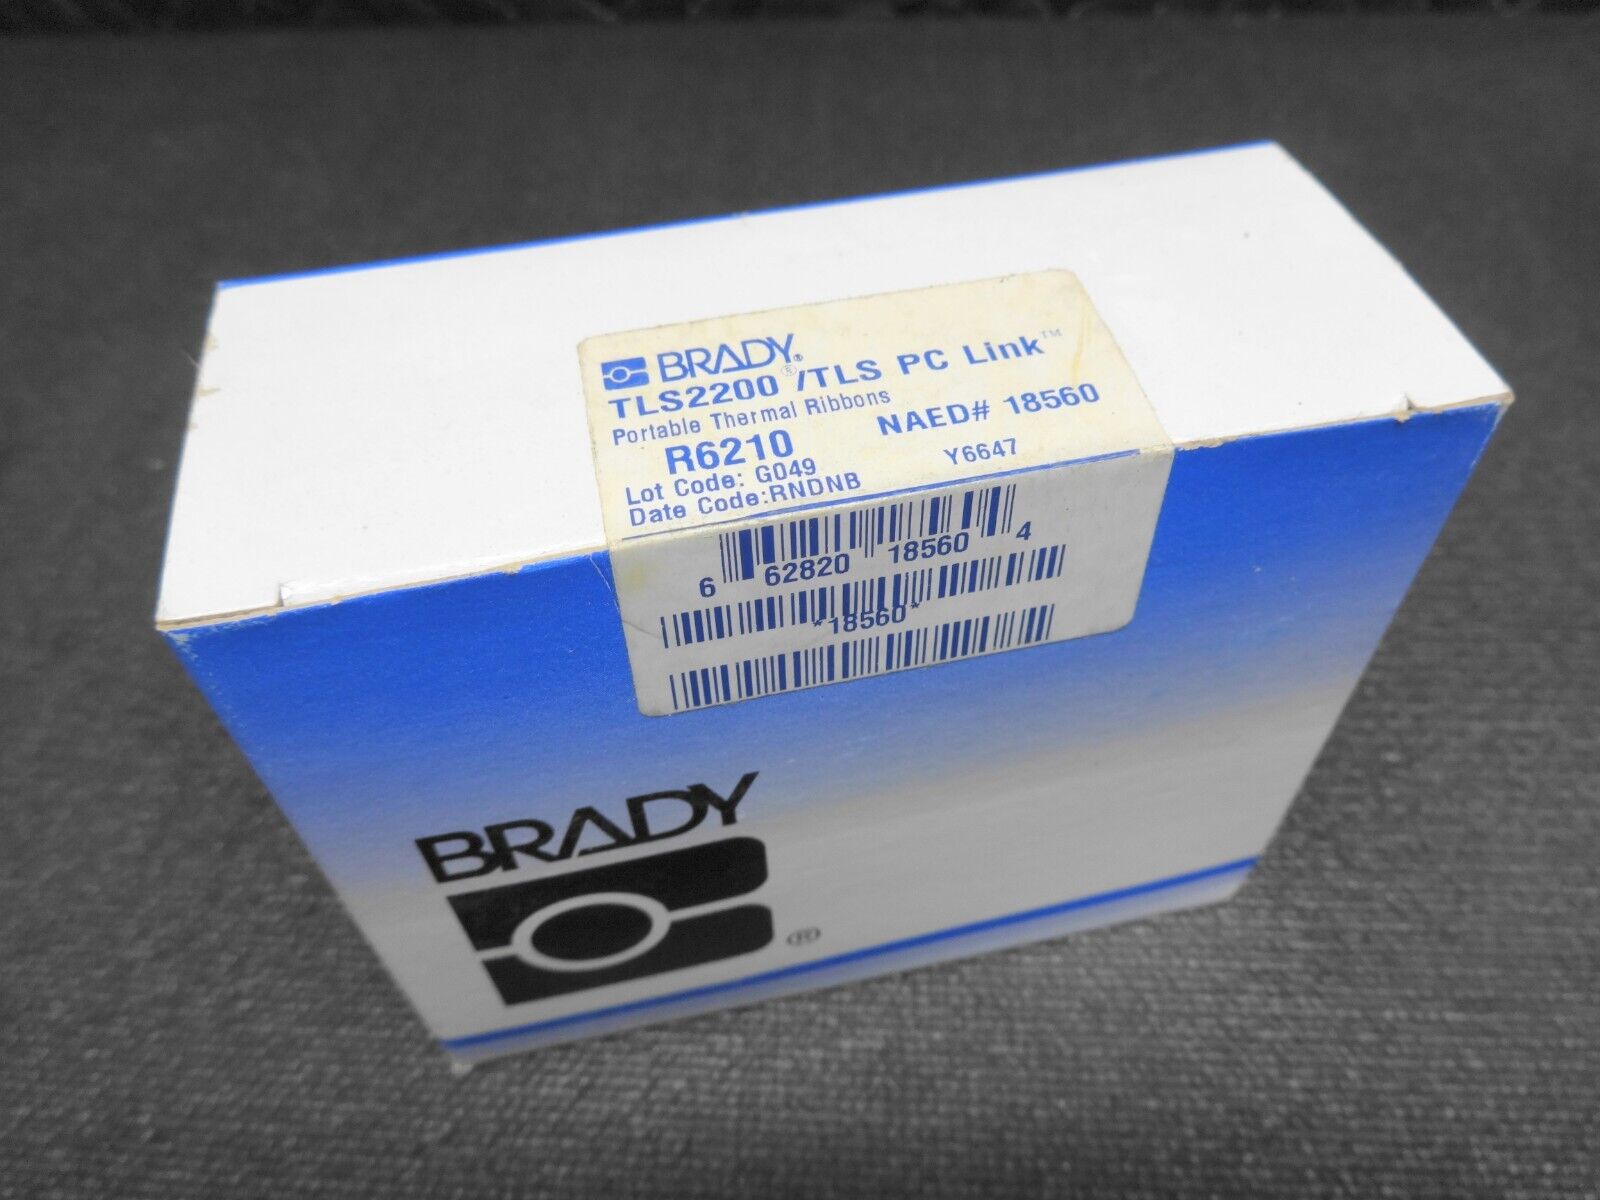 BRADY®
TLS2200®/TLS PC Link™
Portable Thermal Ribbons
R6210 NAED# 18560
Lot Code: G049 Y6647
Date Code:RNDNB
6 62820 18560 4
*18560*
BRADY
®